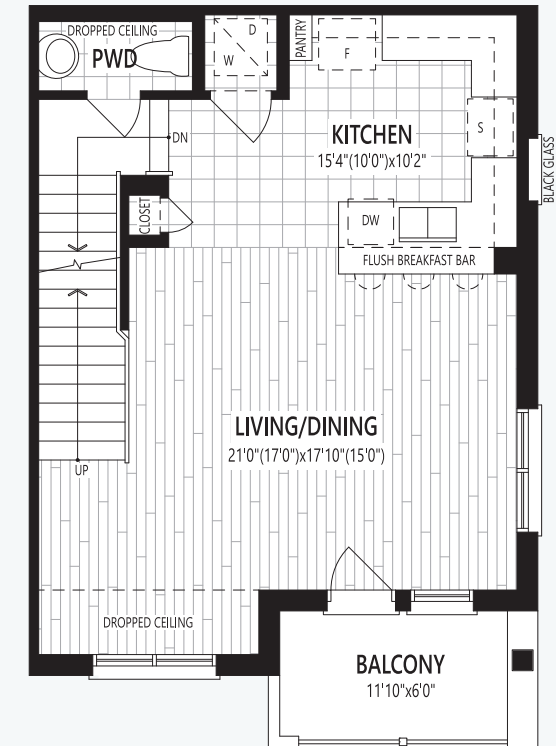 DROPPED CEILING
PWD
D
W
PANTRY
F
KITCHEN
15'4"(10'0")x10'2"
S
BLACK GLASS
DN
CLOSET
DW
FLUSH BREAKFAST BAR
LIVING/DINING
21'0"(17'0")x17'10"(15'0")
UP
DROPPED CEILING
BALCONY
11'10"x6'0"